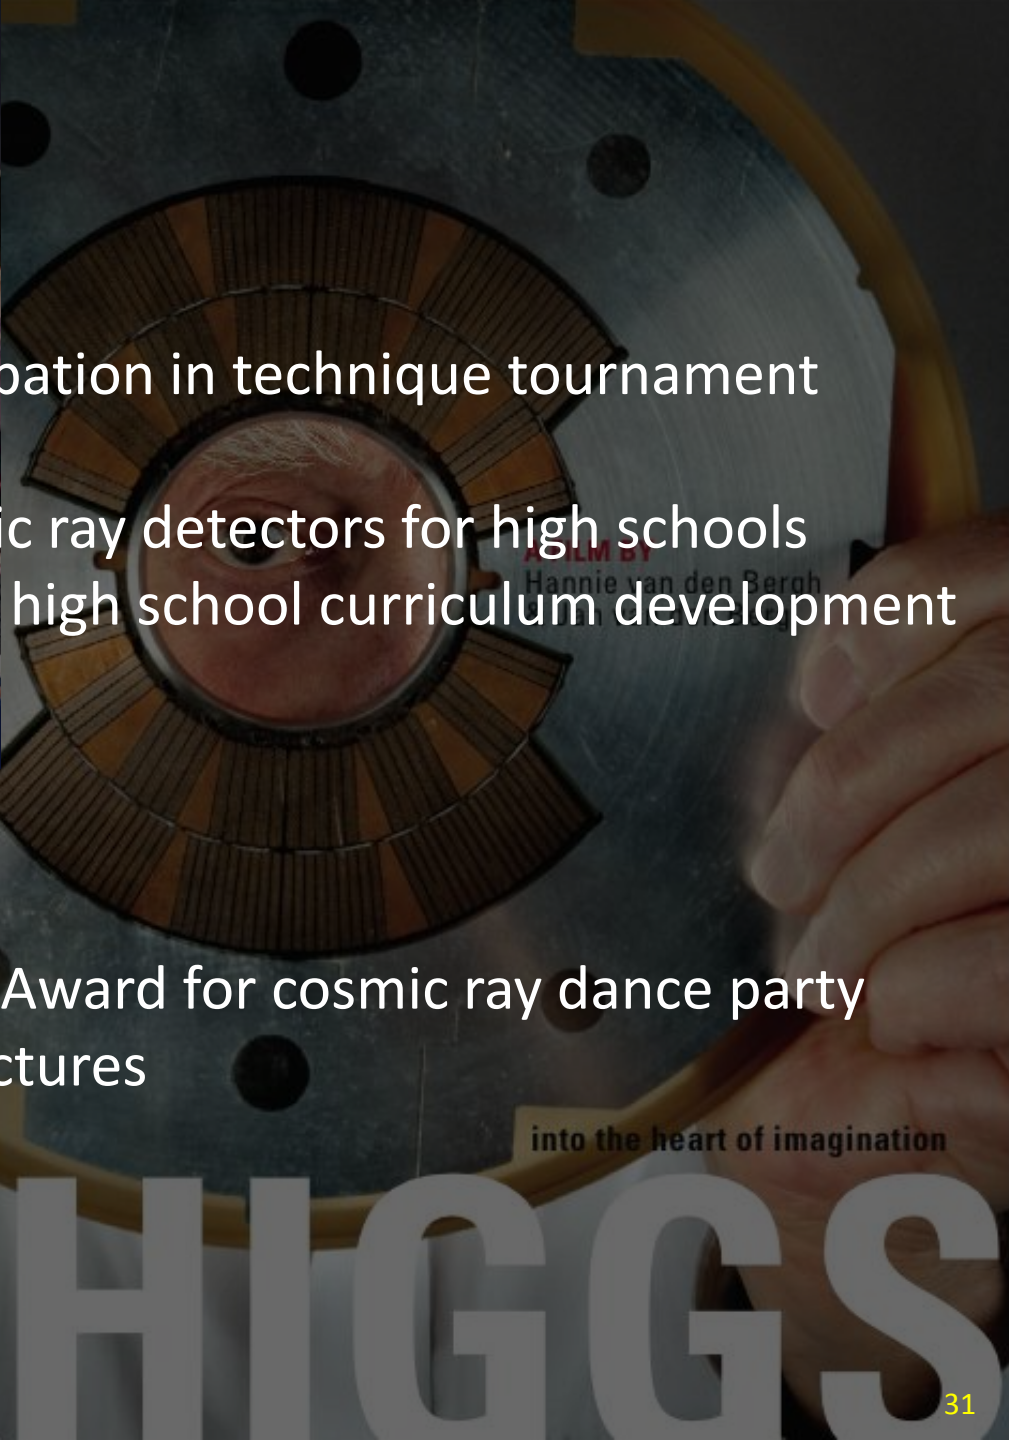 pation in technique tournament
ic ray detectors for high schools
A FILM BY
Hannie van den Bergh
high school curriculum development
Award for cosmic ray dance party
ctures
into the heart of imagination
HIGGS
31